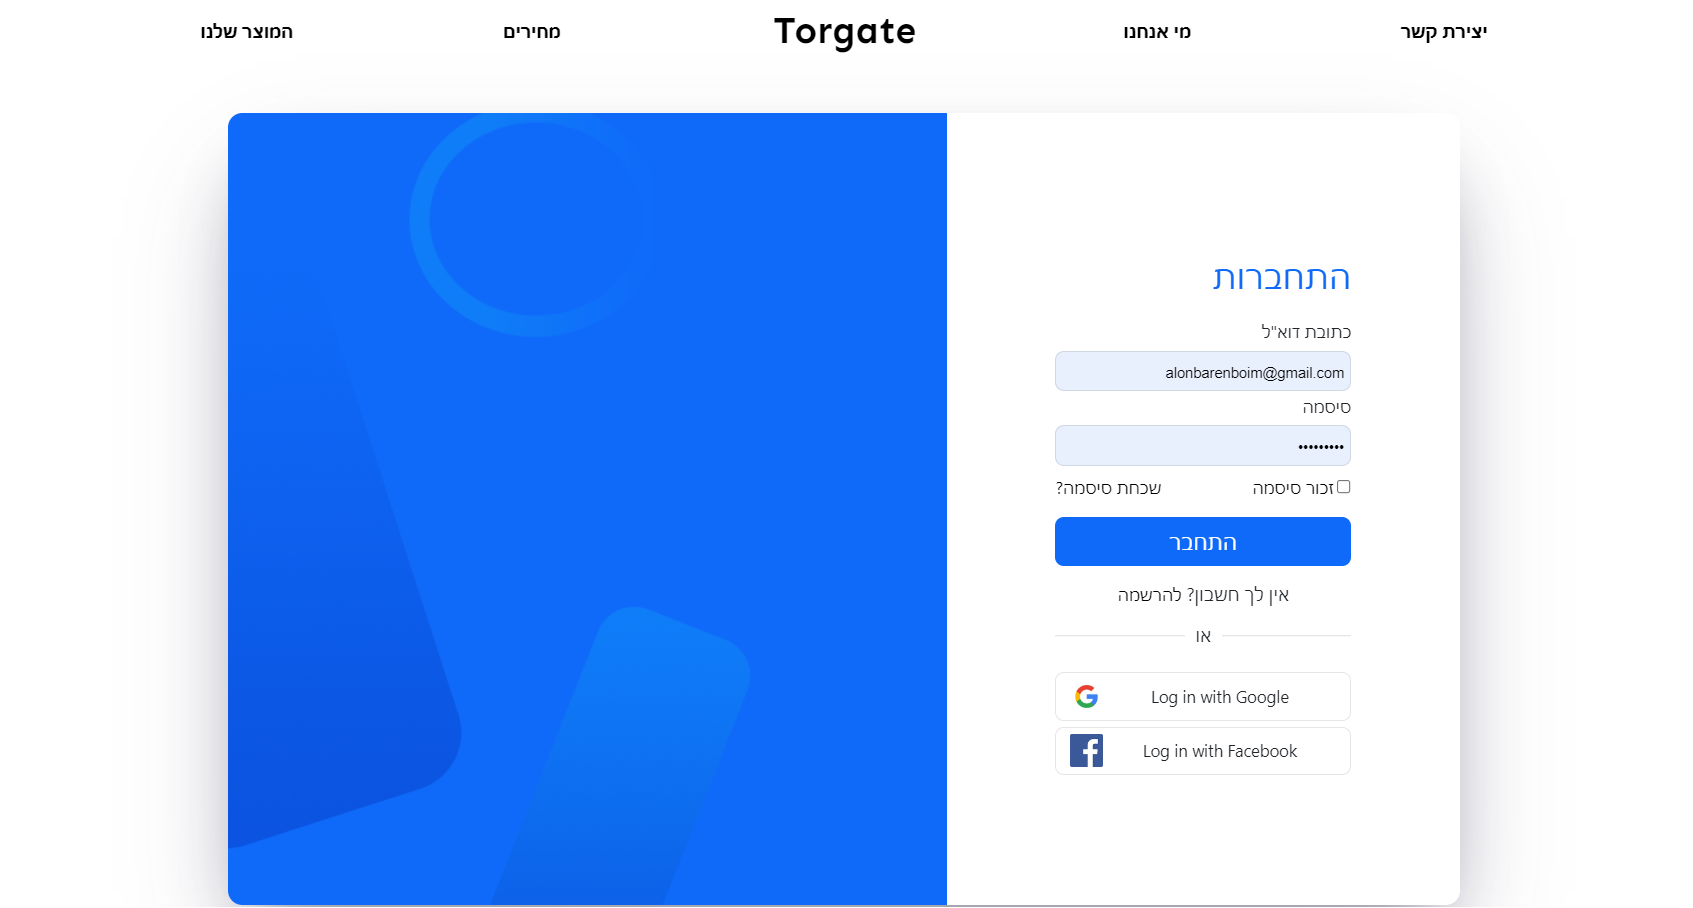 יצירת קשר
מי אנחנו
Torgate
מחירים
המוצר שלנו
התחברות
כתובת דוא"ל
alonbarenboim@gmail.com
סיסמה
•••••••••
זכור סיסמה
שכחת סיסמה?
התחבר
אין לך חשבון? להרשמה
או
Log in with Google
Log in with Facebook